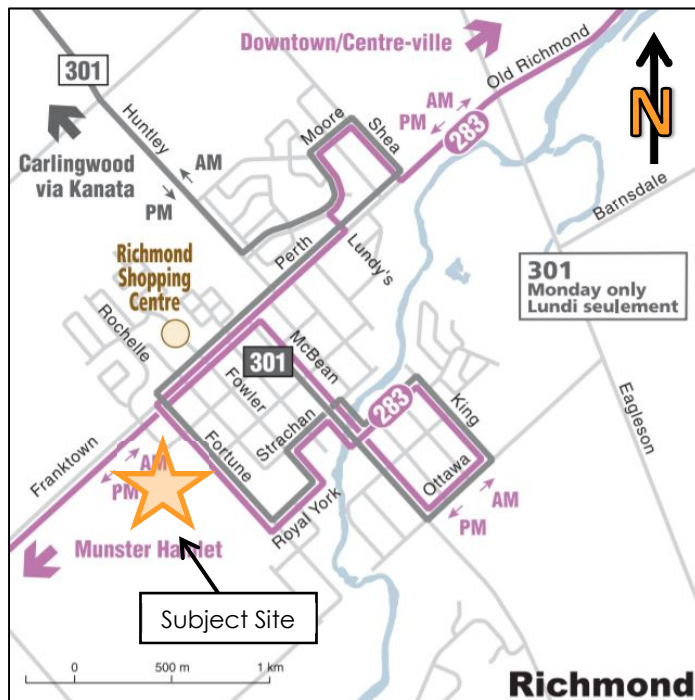 Downtown/Centre-ville
Old Richmond
N
301
Huntley
AM
PM
Carlingwood
via Kanata
Moore
Shea
AM
PM
283
Barnsdale
Perth
Lundy's
301
Monday only
Lundi seulement
Richmond
Shopping
Centre
Rochelle
301
McBean
Fowler
283
King
Strachan
Eagleson
Franktown
AM
PM
Fortune
Ottawa
AM
PM
Royal York
Munster Hamlet
Subject Site
0 500 m 1 km
Richmond